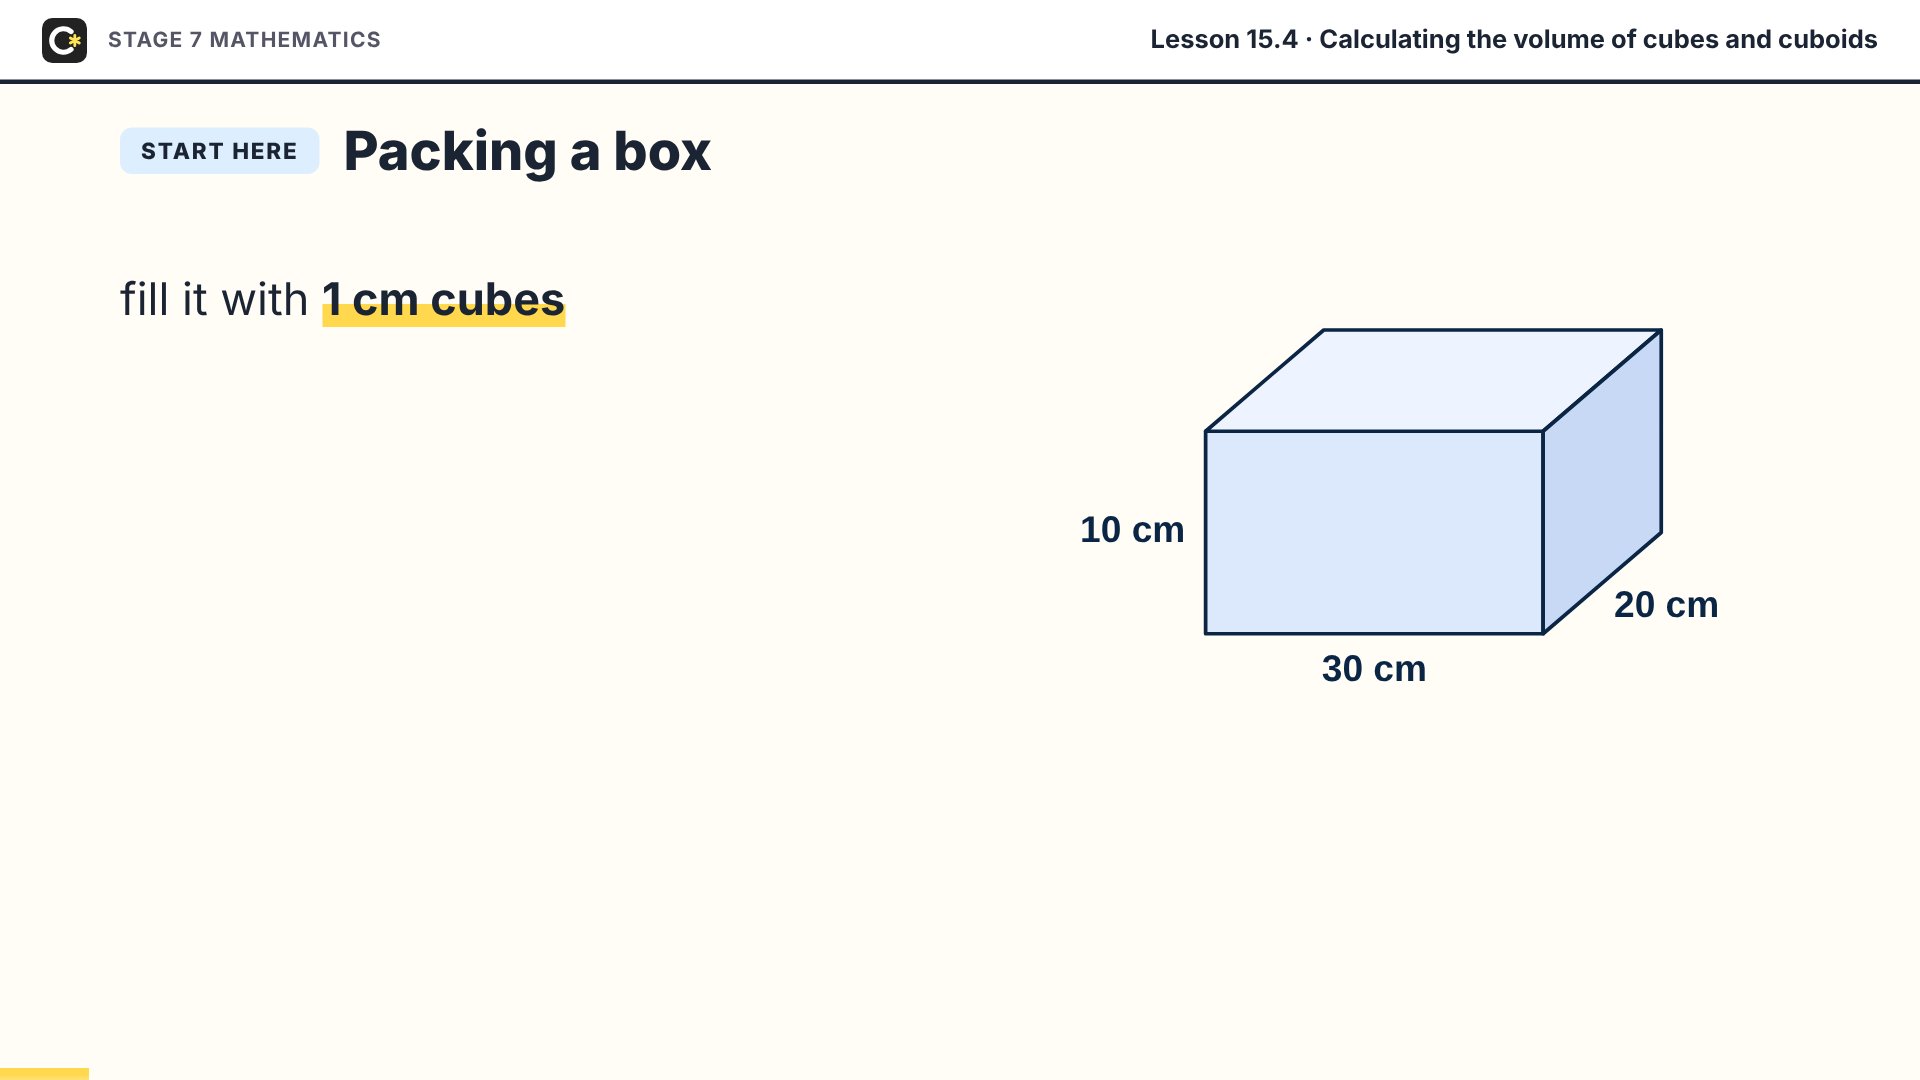 STAGE 7 MATHEMATICS
Lesson 15.4 · Calculating the volume of cubes and cuboids
START HERE
Packing a box
fill it with 1 cm cubes
10 cm
20 cm
30 cm